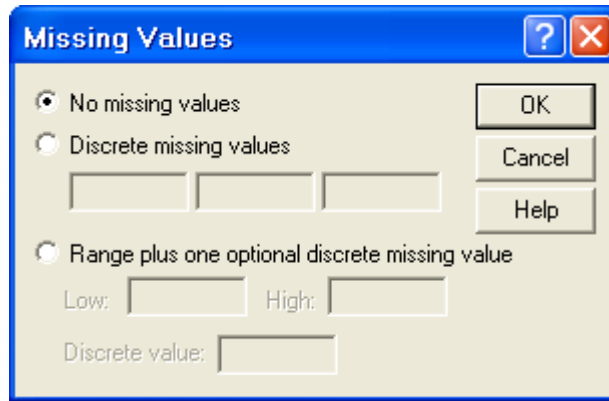 Missing Values
No missing values
OK
Discrete missing values
Cancel
Help
Range plus one optional discrete missing value
Low: High:
Discrete value: